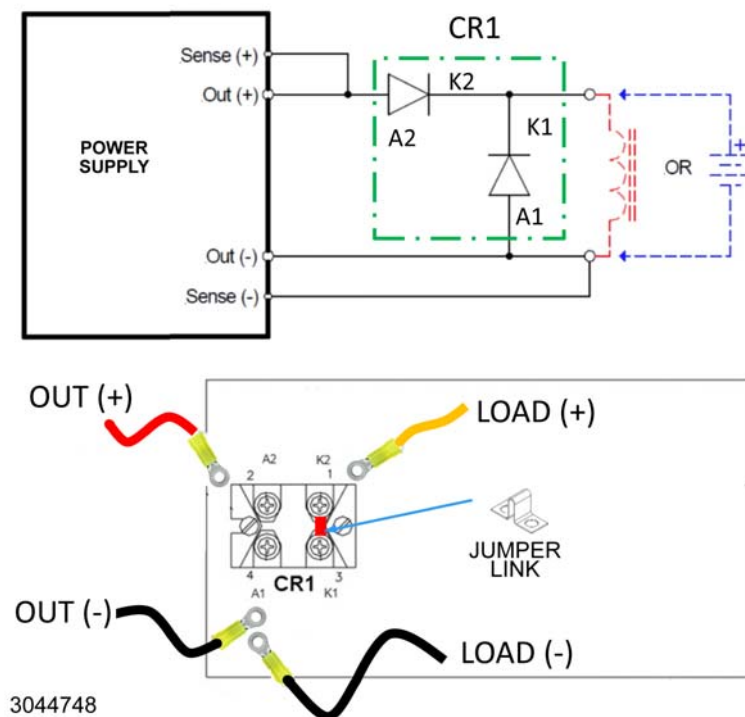 CR1
Sense (+)
Out (+)
K2
A2
K1
A1
POWER
SUPPLY
OR
+
Out (-)
Sense (-)
OUT (+)
LOAD (+)
A2
K2
2
1
JUMPER
LINK
4
CR1
3
A1
K1
OUT (-)
LOAD (-)
3044748